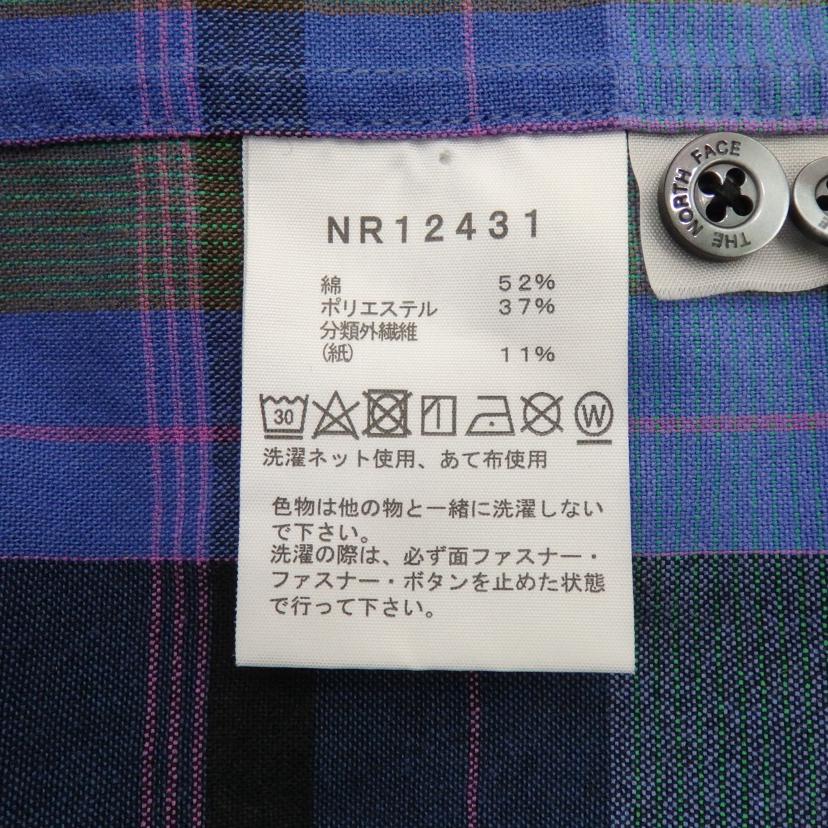 NR12431
綿 52%
ポリエステル 37%
分類外繊維
(紙) 11%
30 W
洗濯ネット使用、あて布使用
色物は他の物と一緒に洗濯しない
で下さい。
洗濯の際は、必ず面ファスナー・
ファスナー・ボタンを止めた状態
で行って下さい。
THE NORTH FACE